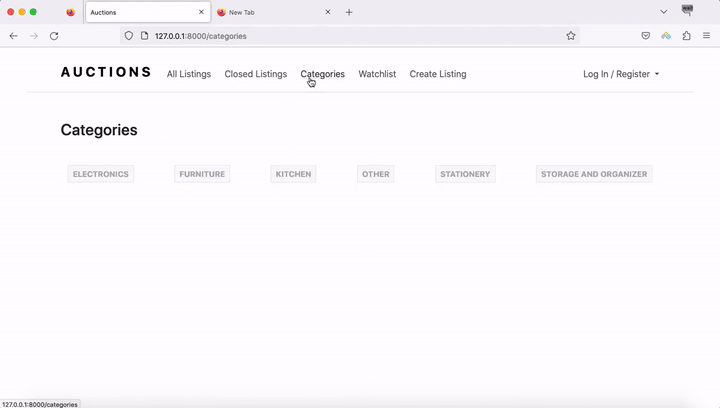 Auctions
New Tab
127.0.0.1:8000/categories
AUCTIONS All Listings Closed Listings Categories Watchlist Create Listing Log In / Register
Categories
ELECTRONICS FURNITURE KITCHEN OTHER STATIONERY STORAGE AND ORGANIZER
127.0.0.1:8000/categories